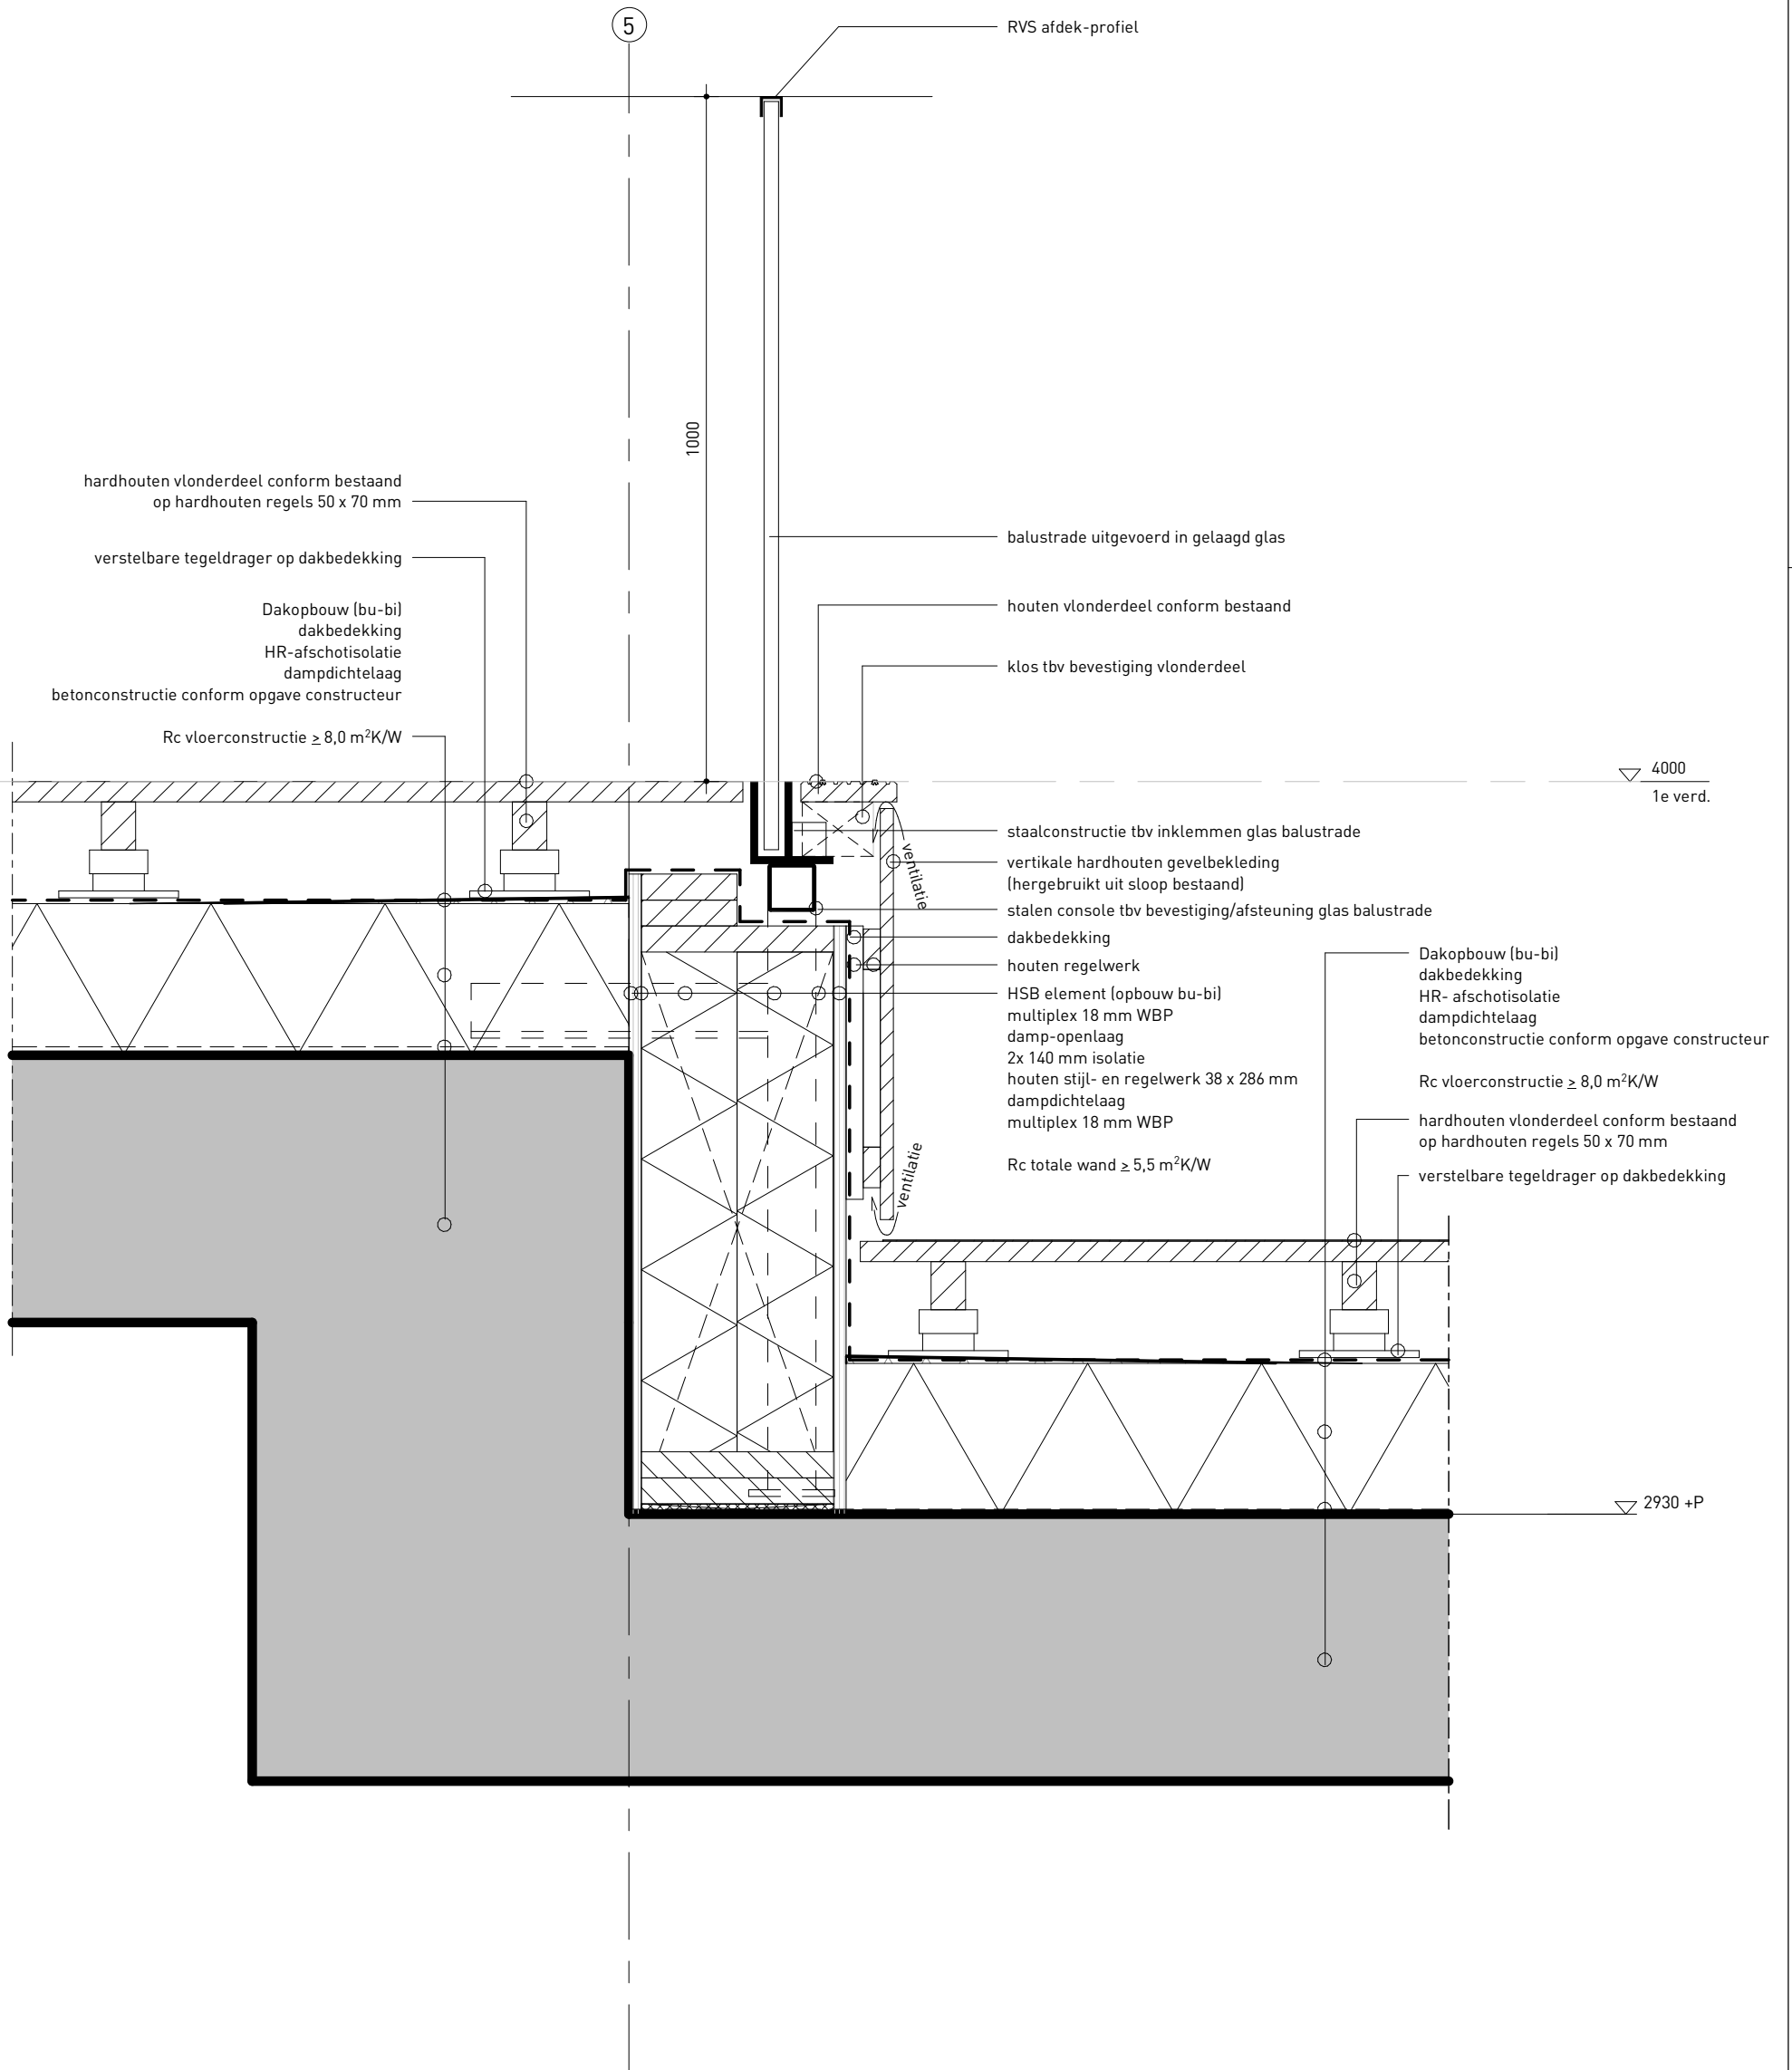 5
RVS afdek-profiel
1000
hardhouten vlonderdeel conform bestaand
op hardhouten regels 50 x 70 mm
verstelbare tegeldrager op dakbedekking
Dakopbouw (bu-bi)
dakbedekking
HR-afschotisolatie
dampdichtelaag
betonconstructie conform opgave constructeur
Rc vloerconstructie ≥ 8,0 m²K/W
balustrade uitgevoerd in gelaagd glas
houten vlonderdeel conform bestaand
klos tbv bevestiging vlonderdeel
4000
1e verd.
staalconstructie tbv inklemmen glas balustrade
vertikale hardhouten gevelbekleding
(hergebruikt uit sloop bestaand)
stalen console tbv bevestiging/afsteuning glas balustrade
dakbedekking
houten regelwerk
HSB element (opbouw bu-bi)
multiplex 18 mm WBP
damp-openlaag
2x 140 mm isolatie
houten stijl- en regelwerk 38 x 286 mm
dampdichtelaag
multiplex 18 mm WBP
Rc totale wand ≥ 5,5 m²K/W
ventilatie
ventilatie
Dakopbouw (bu-bi)
dakbedekking
HR- afschotisolatie
dampdichtelaag
betonconstructie conform opgave constructeur
Rc vloerconstructie ≥ 8,0 m²K/W
hardhouten vlonderdeel conform bestaand
op hardhouten regels 50 x 70 mm
verstelbare tegeldrager op dakbedekking
2930 +P